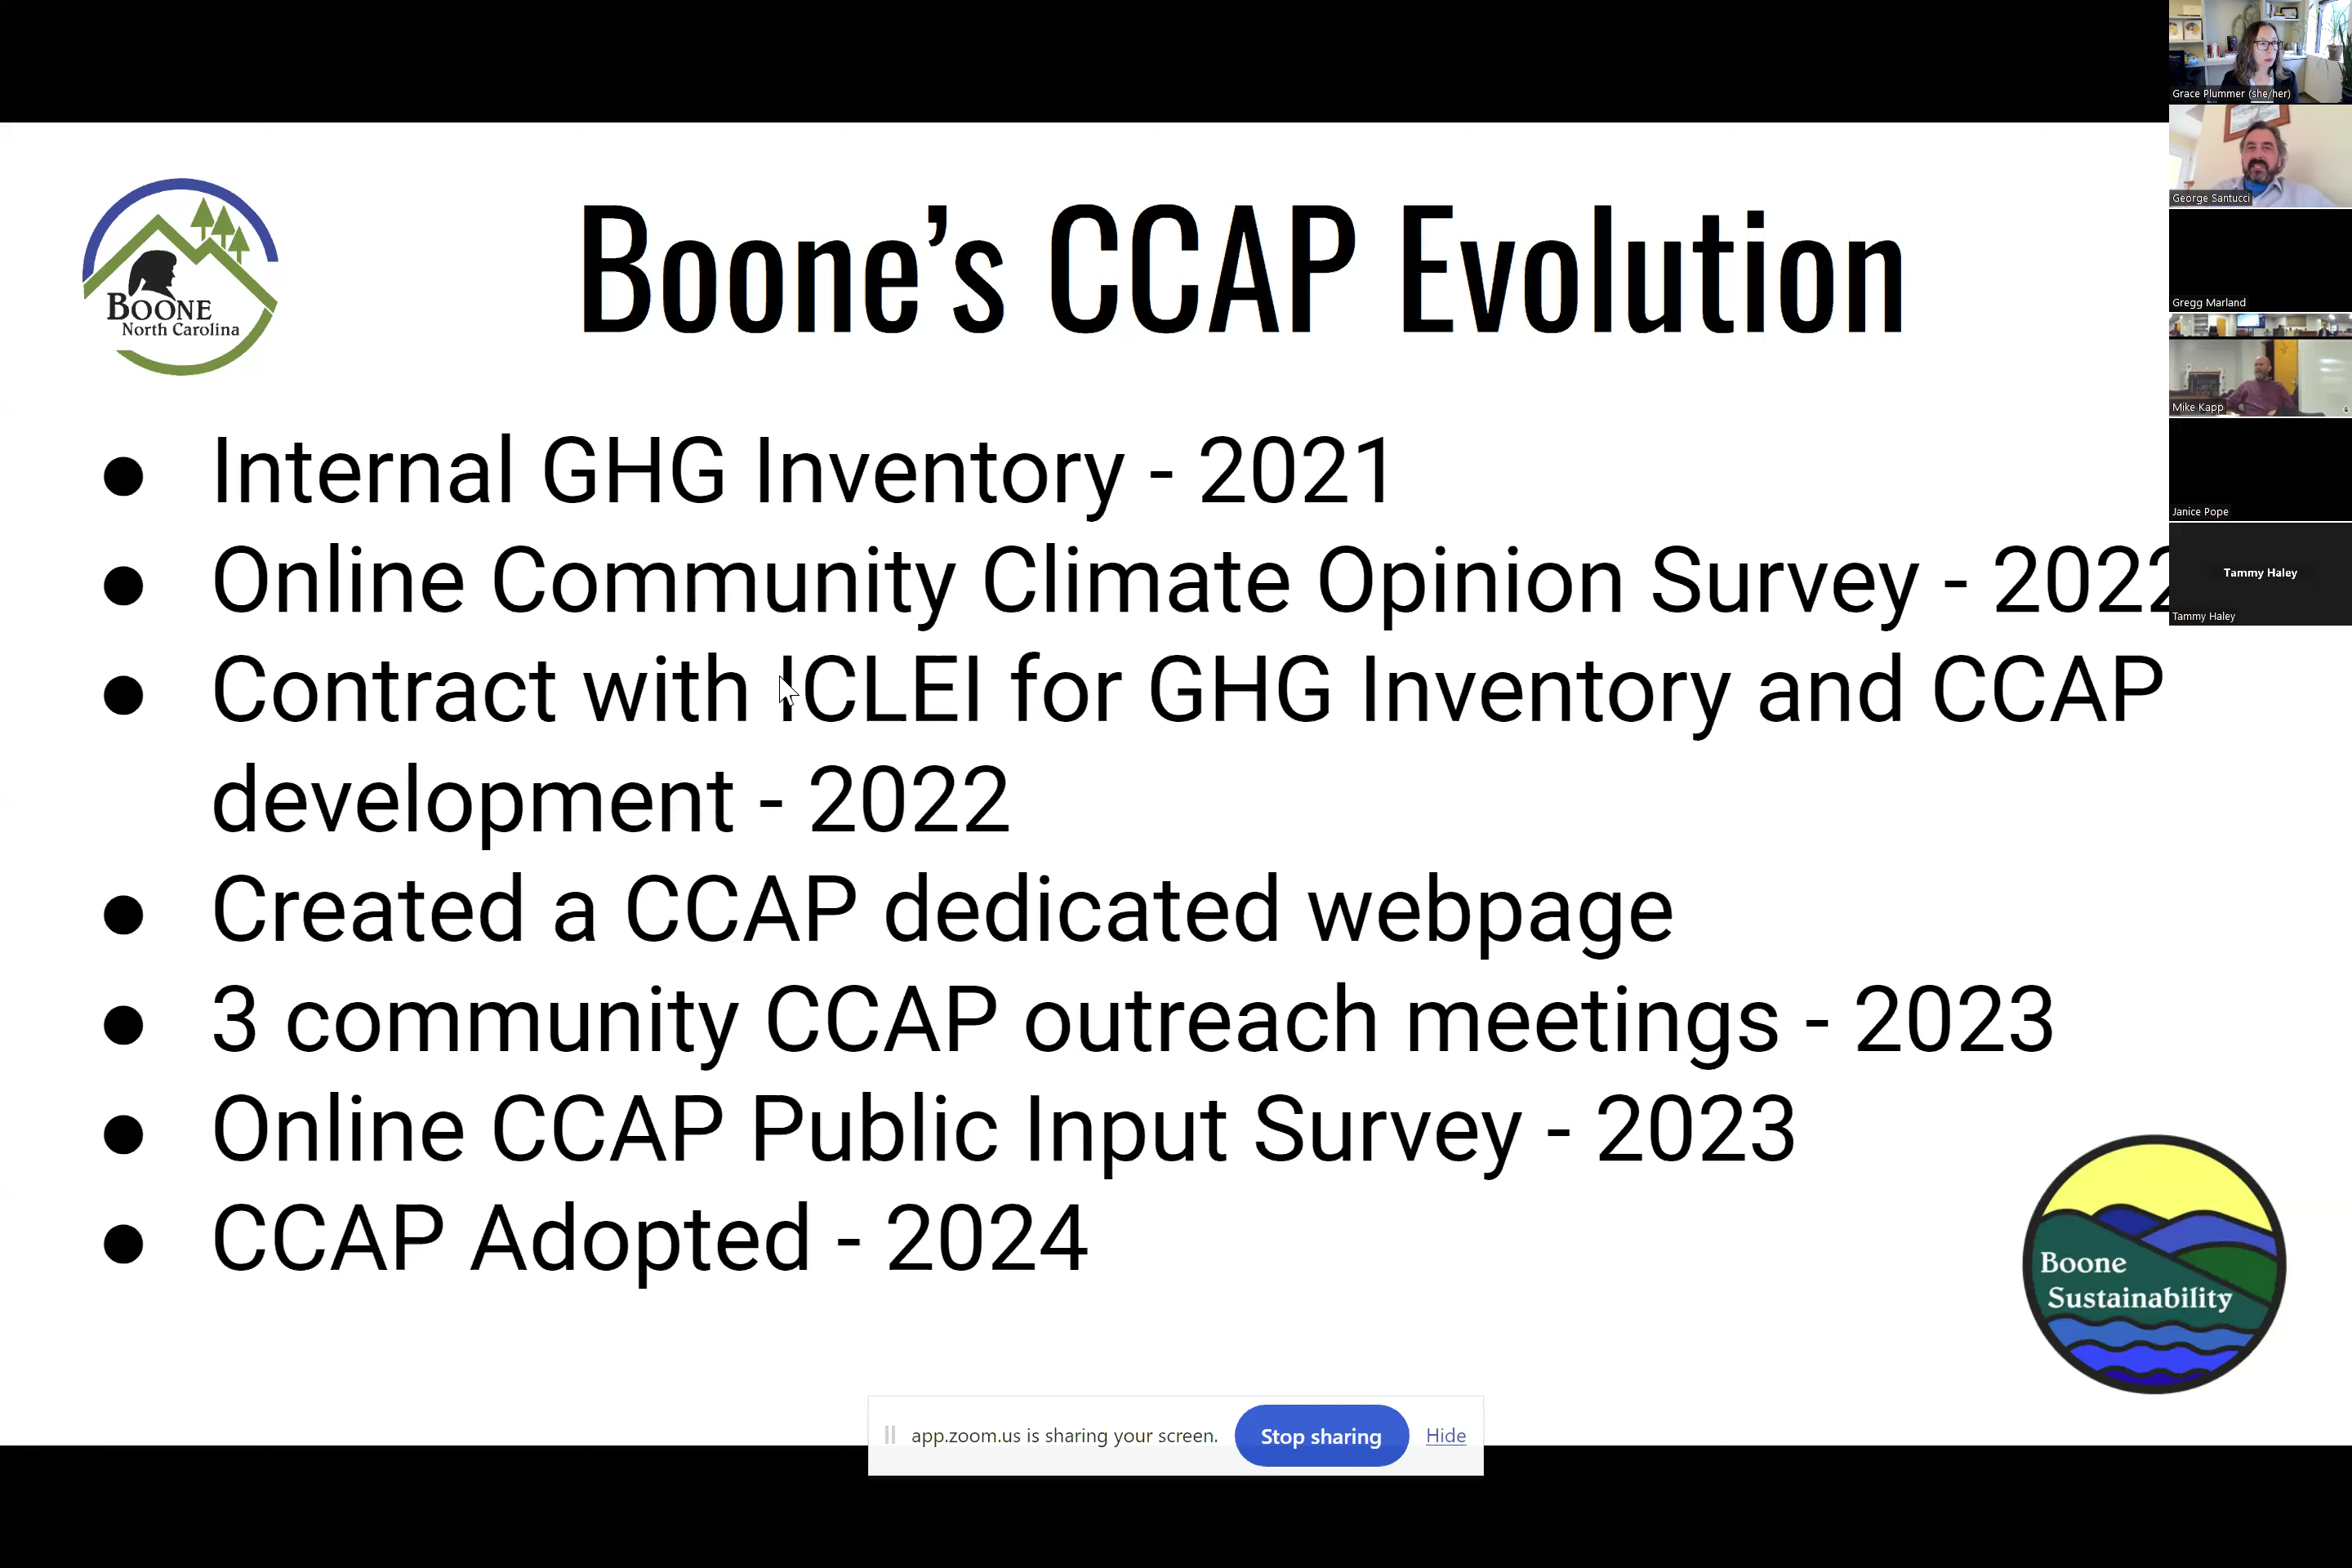 Boone’s CCAP Evolution
BOONE
North Carolina
● Internal GHG Inventory - 2021
● Online Community Climate Opinion Survey - 2022
● Contract with ICLEI for GHG Inventory and CCAP
development - 2022
● Created a CCAP dedicated webpage
● 3 community CCAP outreach meetings - 2023
● Online CCAP Public Input Survey - 2023
● CCAP Adopted - 2024
Boone
Sustainability
app.zoom.us is sharing your screen. Stop sharing Hide
Grace Plummer (she/her)
George Santucci
Gregg Marland
Mike Kapp
Janice Pope
Tammy Haley
Tammy Haley